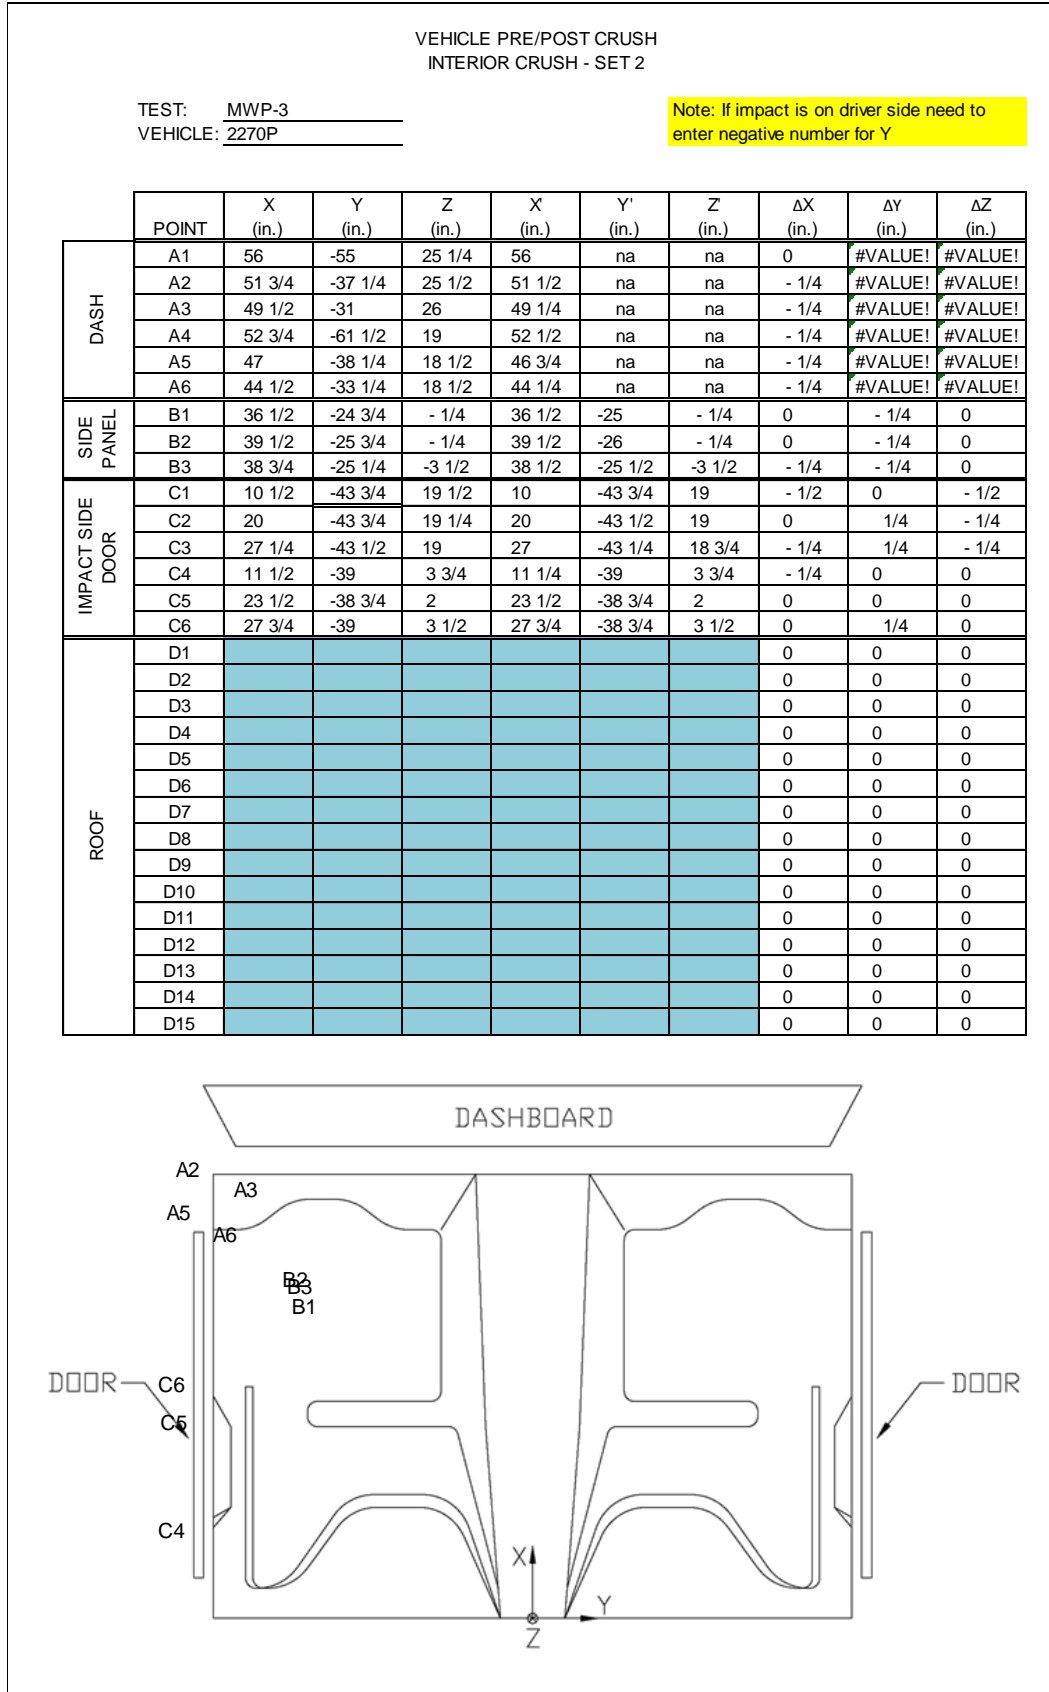 VEHICLE PRE/POST CRUSH
INTERIOR CRUSH - SET 2
TEST: MWP-3
VEHICLE: 2270P
Note: If impact is on driver side need to
enter negative number for Y
X Y Z X' Y' Z' ΔX ΔY ΔZ
POINT (in.) (in.) (in.) (in.) (in.) (in.) (in.) (in.) (in.)
DASH
A1 56 -55 25 1/4 56 na na 0 #VALUE! #VALUE!
A2 51 3/4 -37 1/4 25 1/2 51 1/2 na na - 1/4 #VALUE! #VALUE!
A3 49 1/2 -31 26 49 1/4 na na - 1/4 #VALUE! #VALUE!
A4 52 3/4 -61 1/2 19 52 1/2 na na - 1/4 #VALUE! #VALUE!
A5 47 -38 1/4 18 1/2 46 3/4 na na - 1/4 #VALUE! #VALUE!
A6 44 1/2 -33 1/4 18 1/2 44 1/4 na na - 1/4 #VALUE! #VALUE!
SIDE
PANEL
B1 36 1/2 -24 3/4 - 1/4 36 1/2 -25 - 1/4 0 - 1/4 0
B2 39 1/2 -25 3/4 - 1/4 39 1/2 -26 - 1/4 0 - 1/4 0
B3 38 3/4 -25 1/4 -3 1/2 38 1/2 -25 1/2 -3 1/2 - 1/4 - 1/4 0
IMPACT SIDE
DOOR
C1 10 1/2 -43 3/4 19 1/2 10 -43 3/4 19 - 1/2 0 - 1/2
C2 20 -43 3/4 19 1/4 20 -43 1/2 19 0 1/4 - 1/4
C3 27 1/4 -43 1/2 19 27 -43 1/4 18 3/4 - 1/4 1/4 - 1/4
C4 11 1/2 -39 3 3/4 11 1/4 -39 3 3/4 - 1/4 0 0
C5 23 1/2 -38 3/4 2 23 1/2 -38 3/4 2 0 0 0
C6 27 3/4 -39 3 1/2 27 3/4 -38 3/4 3 1/2 0 1/4 0
ROOF
D1 0 0 0
D2 0 0 0
D3 0 0 0
D4 0 0 0
D5 0 0 0
D6 0 0 0
D7 0 0 0
D8 0 0 0
D9 0 0 0
D10 0 0 0
D11 0 0 0
D12 0 0 0
D13 0 0 0
D14 0 0 0
D15 0 0 0
DASHBOARD
A2
A3
A5
A6
B2
B3
B1
DOOR C6 DOOR
C5
C4
X
Y
Z